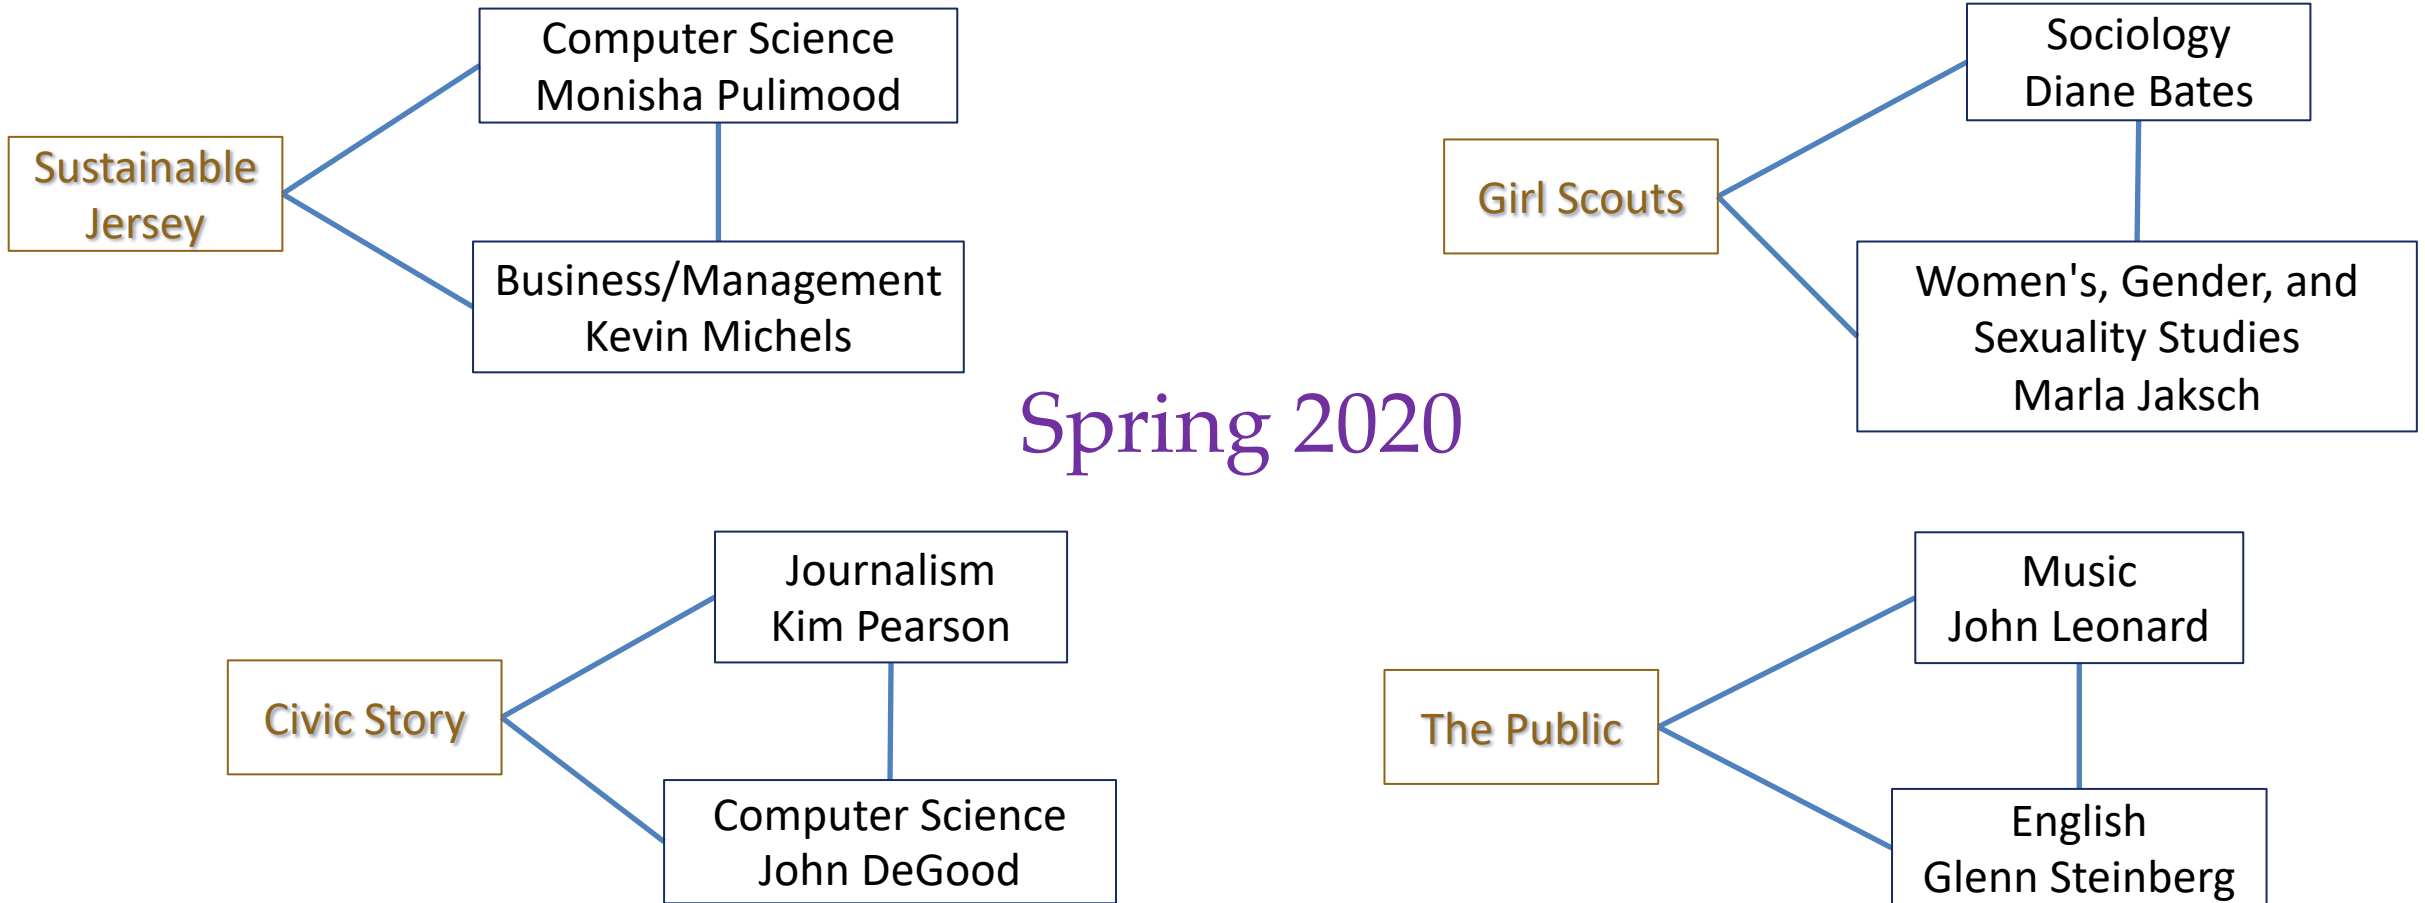 Computer Science
Monisha Pulimood
Sustainable
Jersey
Business/Management
Kevin Michels
Sociology
Diane Bates
Girl Scouts
Women's, Gender, and
Sexuality Studies
Marla Jaksch
Spring 2020
Journalism
Kim Pearson
Civic Story
Computer Science
John DeGood
Music
John Leonard
The Public
English
Glenn Steinberg